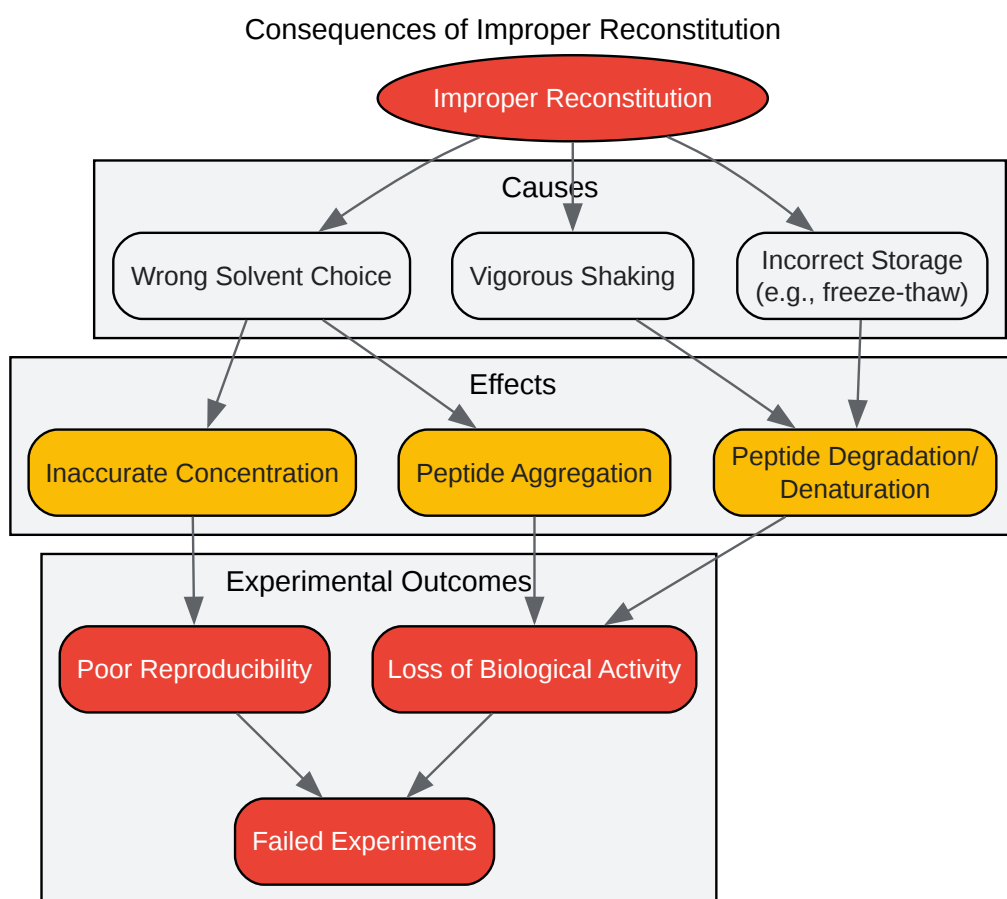 Consequences of Improper Reconstitution
Improper Reconstitution
Causes
Wrong Solvent Choice
Vigorous Shaking
Incorrect Storage
(e.g., freeze-thaw)
Effects
Inaccurate Concentration
Peptide Aggregation
Peptide Degradation/
Denaturation
Experimental Outcomes
Poor Reproducibility
Loss of Biological Activity
Failed Experiments